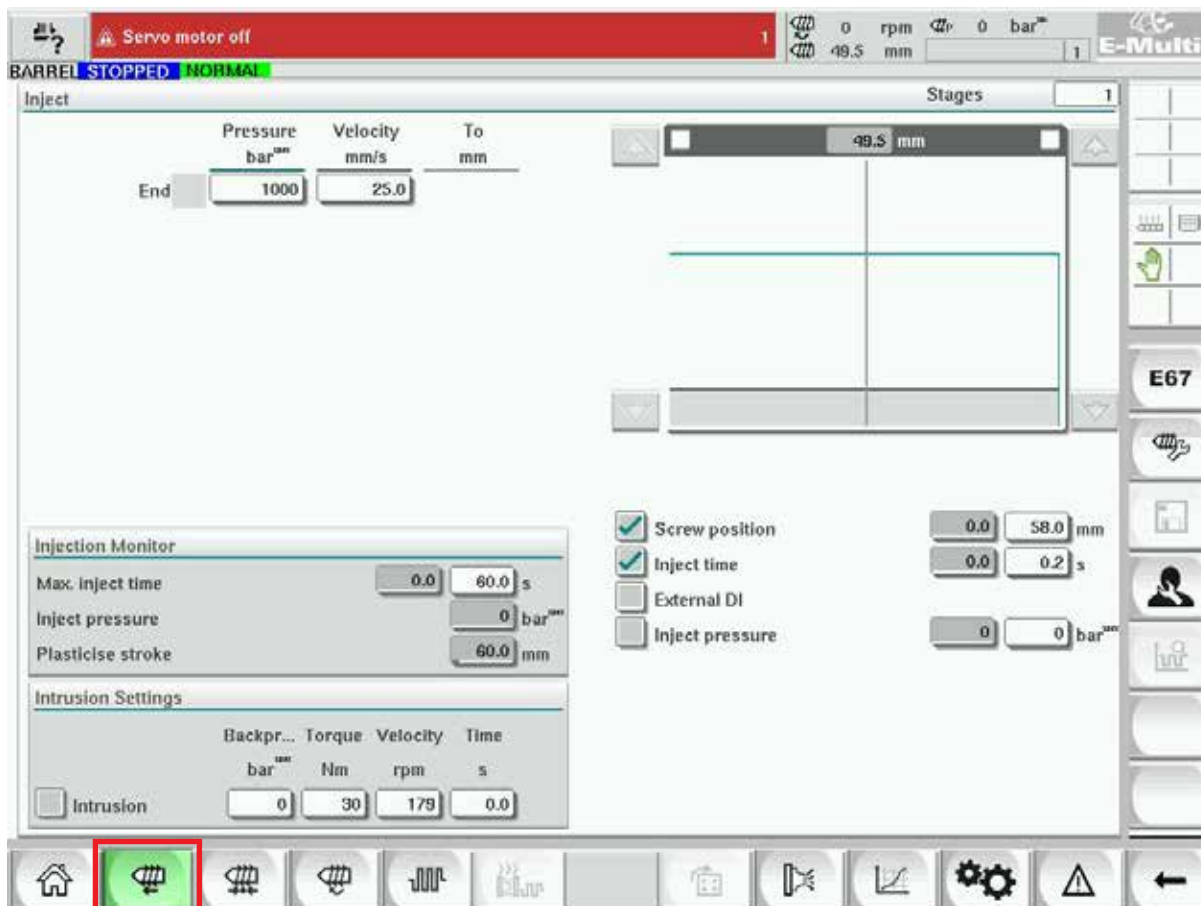 Servo motor off 1
0 rpm 0 bar
49.5 mm 1
E-Multi
BARREL STOPPED NORMAL
Inject
Stages 1
Pressure Velocity To
bar mm/s mm
End 1000 25.0
49.5 mm
E67
Screw position 0.0 58.0 mm
Inject time 0.0 0.2 s
External DI
Inject pressure 0 0 bar
Injection Monitor
Max. inject time 0.0 60.0 s
Inject pressure 0 bar
Plasticise stroke 60.0 mm
Intrusion Settings
Backpr... Torque Velocity Time
bar Nm rpm s
Intrusion 0 30 179 0.0